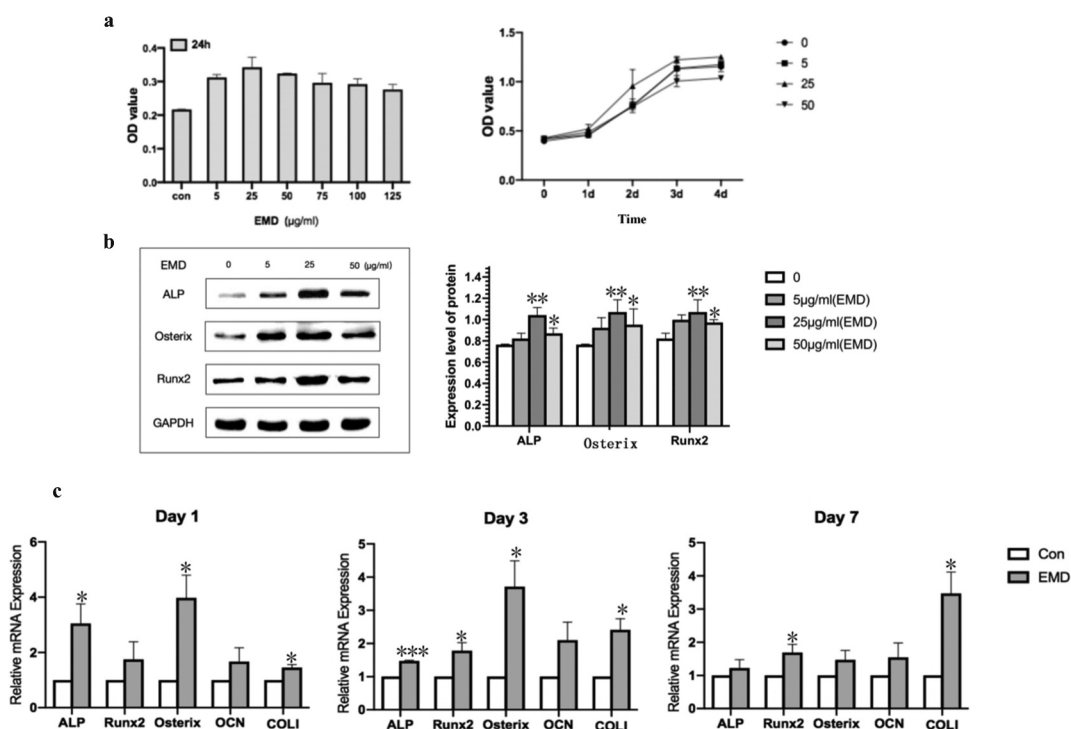 a
24h
OD value
0.4
0.3
0.2
0.1
0.0
con 5 25 50 75 100 125
EMD (μg/ml)
OD value
1.5
1.0
0.5
0.0
0 1d 2d 3d 4d
Time
0
5
25
50
b
EMD 0 5 25 50 (μg/ml)
ALP
Osterix
Runx2
GAPDH
Expression level of protein
1.4
1.2
1.0
0.8
0.6
0.4
0.2
0.0
** * ** * ** *
ALP Osterix Runx2
0
5μg/ml(EMD)
25μg/ml(EMD)
50μg/ml(EMD)
c
Day 1
Relative mRNA Expression
6
4
2
0
* * *
ALP Runx2 Osterix OCN COLI
Day 3
Relative mRNA Expression
5
4
3
2
1
0
*** * * *
ALP Runx2 Osterix OCN COLI
Day 7
Relative mRNA Expression
5
4
3
2
1
0
* *
ALP Runx2 Osterix OCN COLI
Con
EMD